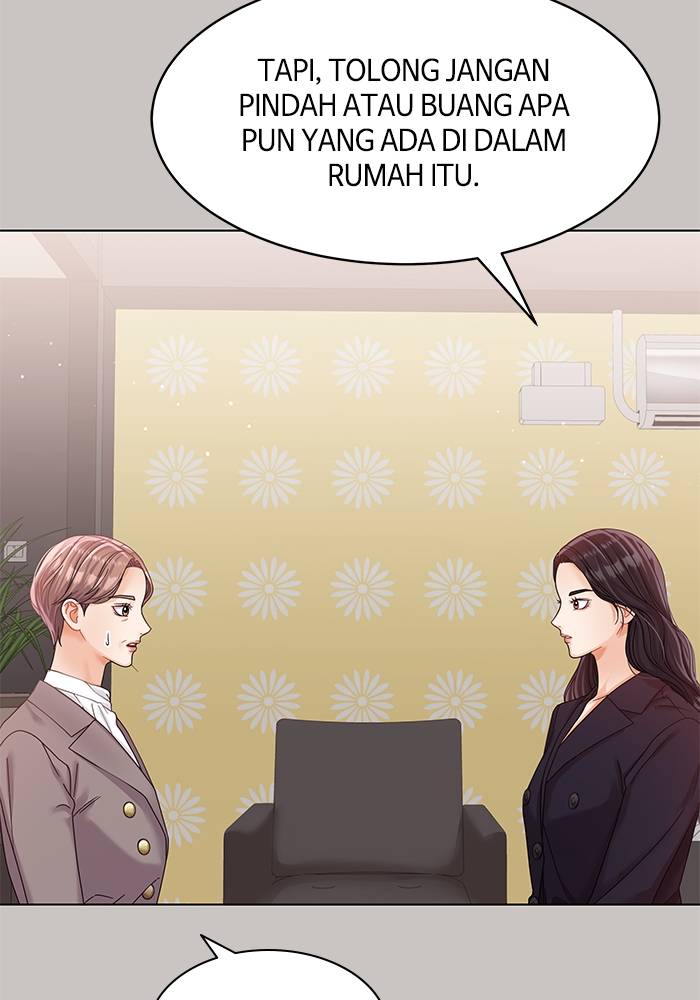 TAPI, TOLONG JANGAN
PINDAH ATAU BUANG APA
PUN YANG ADA DI DALAM
RUMAH ITU.